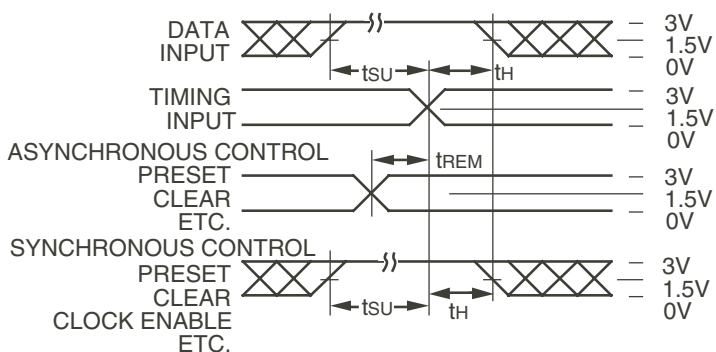 DATA
INPUT
tSU
tH
3V
1.5V
0V
TIMING
INPUT
3V
1.5V
0V
ASYNCHRONOUS CONTROL
PRESET
CLEAR
ETC.
tREM
3V
1.5V
0V
SYNCHRONOUS CONTROL
PRESET
CLEAR
CLOCK ENABLE
ETC.
tSU
tH
3V
1.5V
0V